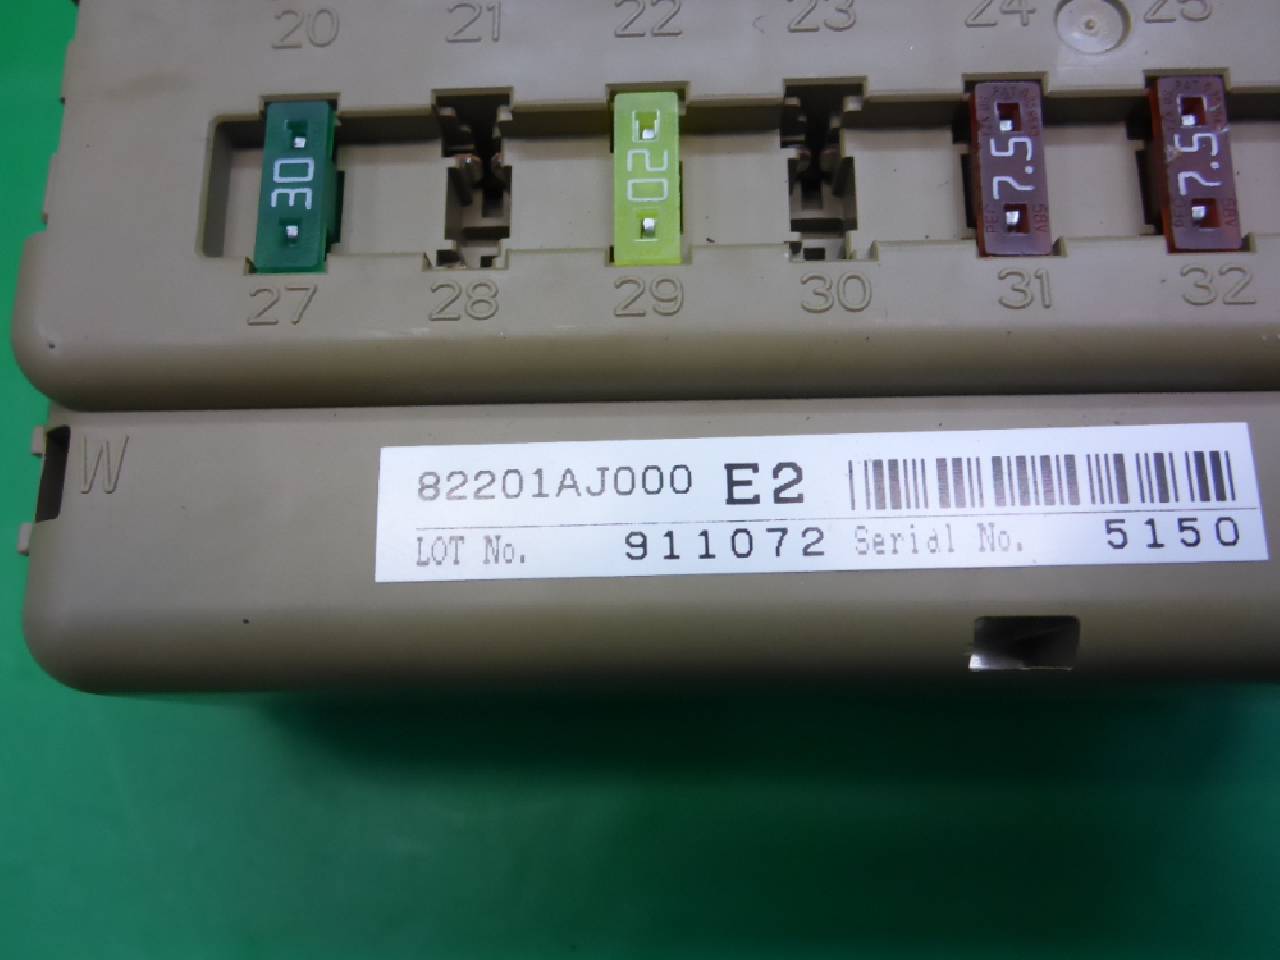 20 21 22 23 24 25
30 20 7.5 7.5
27 28 29 30 31 32
W
82201AJ000 E2
LOT No. 911072 Serial No. 5150